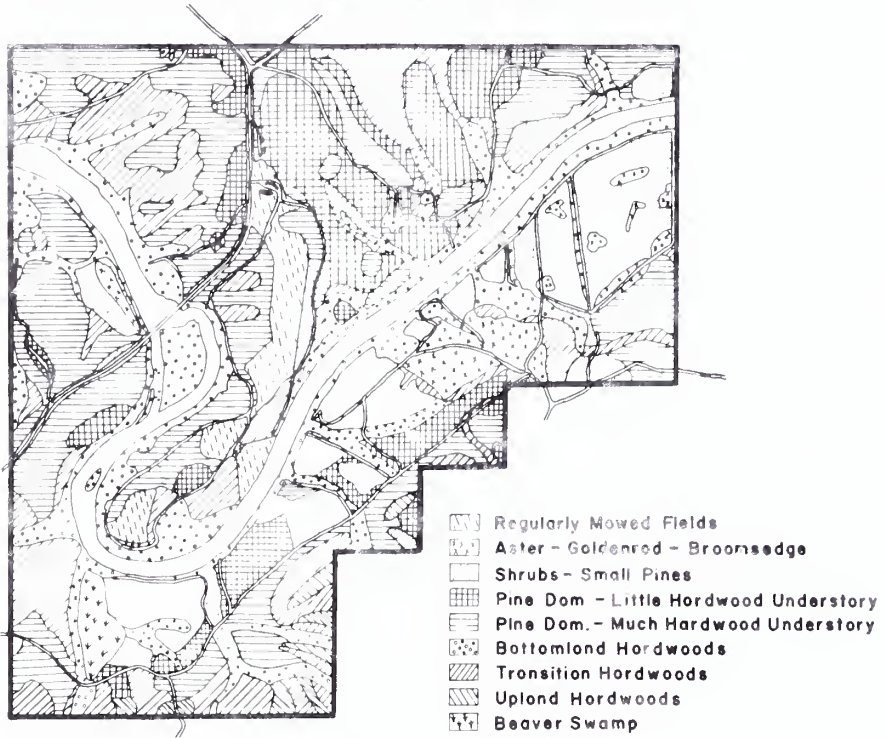 Regularly Mowed Fields
Aster - Goldenrod - Broomsedge
Shrubs - Small Pines
Pine Dom - Little Hardwood Understory
Pine Dom. - Much Hardwood Understory
Bottomland Hardwoods
Transition Hardwoods
Upland Hardwoods
Beaver Swamp